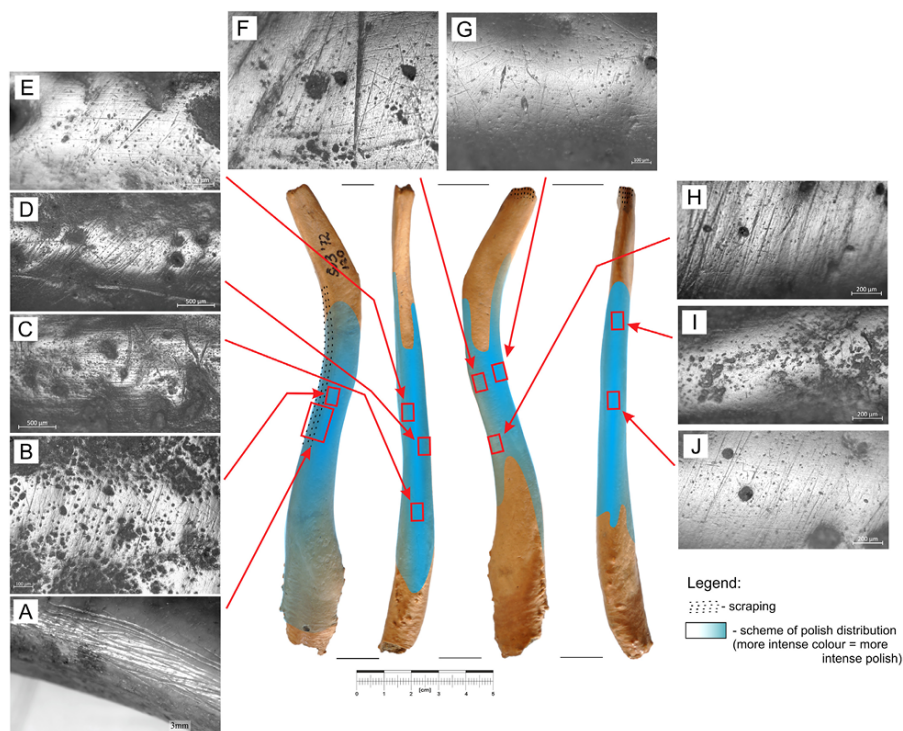 F
G
E
D
500 µm
C
500 µm
B
A
3mm
H
200 µm
I
200 µm
J
200 µm
Legend:
- scraping
- scheme of polish distribution
(more intense colour = more
intense polish)
0 1 2 3 4 5
[cm]